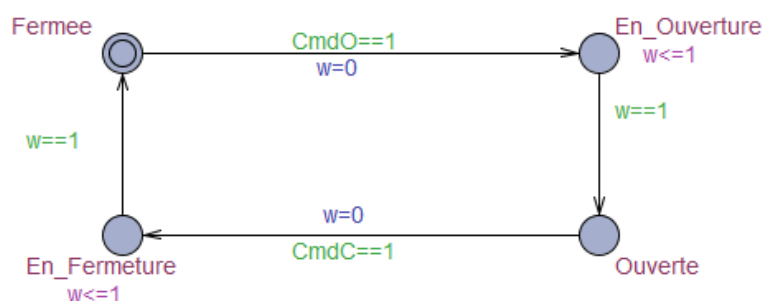 Fermee
En_Ouverture
CmdO==1
w<=1
w=0
w==1
w==1
w=0
CmdC==1
En_Fermeture
Ouverte
w<=1